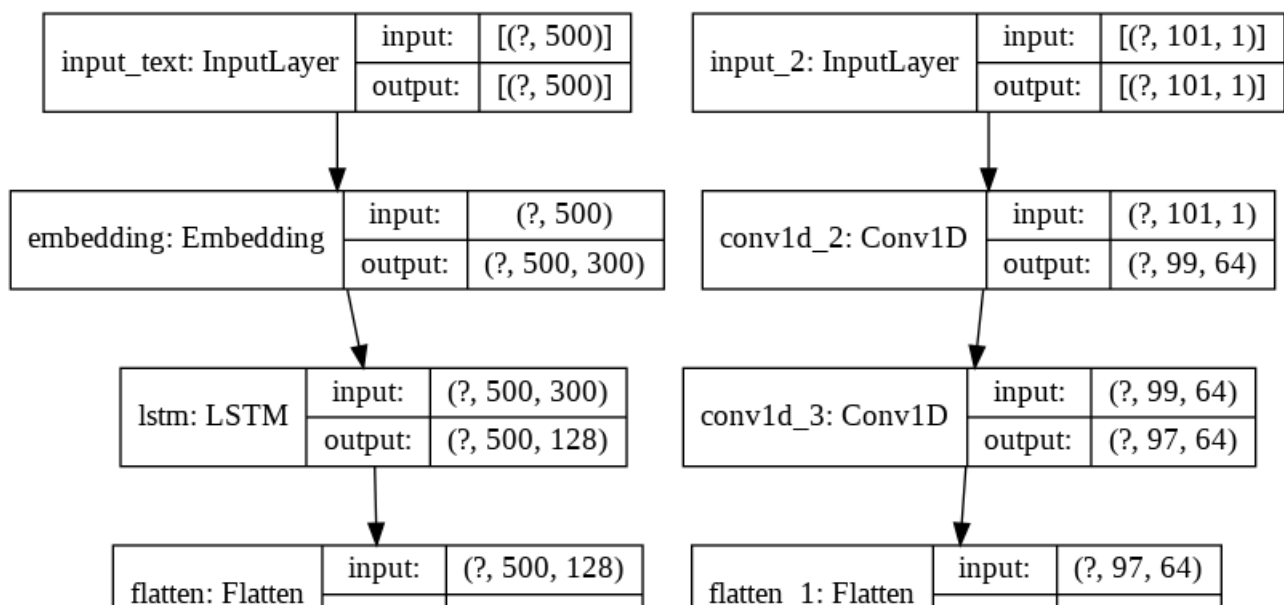 input_text: InputLayer input: [(?, 500)]
output: [(?, 500)]
input_2: InputLayer input: [(?, 101, 1)]
output: [(?, 101, 1)]
embedding: Embedding input: (?, 500)
output: (?, 500, 300)
conv1d_2: Conv1D input: (?, 101, 1)
output: (?, 99, 64)
lstm: LSTM input: (?, 500, 300)
output: (?, 500, 128)
conv1d_3: Conv1D input: (?, 99, 64)
output: (?, 97, 64)
flatten: Flatten input: (?, 500, 128)
flatten_1: Flatten input: (?, 97, 64)